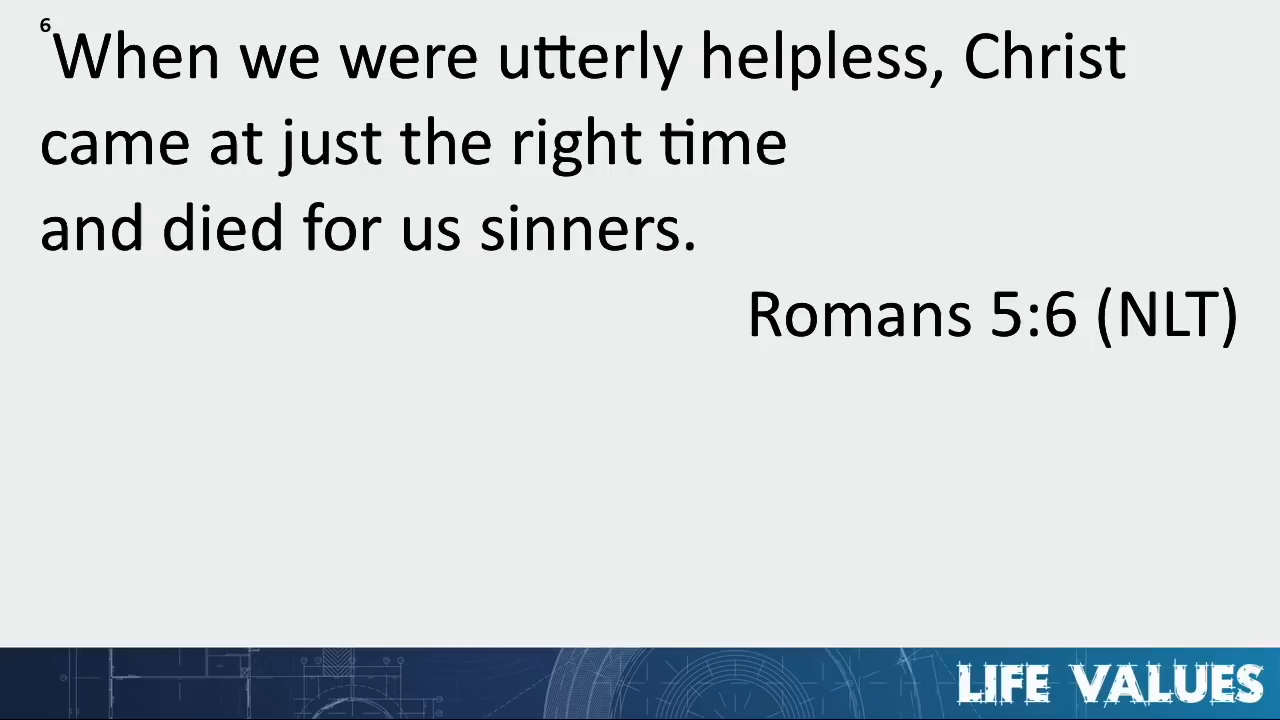 ⁶When we were utterly helpless, Christ
came at just the right time
and died for us sinners.
Romans 5:6 (NLT)
LIFE VALUES